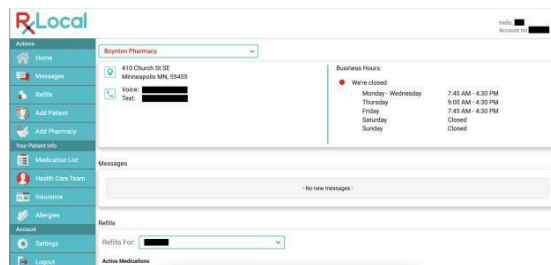 RxLocal
Hello,
Account for
Actions
Home
Messages
Refills
Add Patient
Add Pharmacy
Your Patient Info
Medication List
Health Care Team
Insurance
Allergies
Account
Settings
Logout
Boynton Pharmacy
410 Church St SE
Minneapolis MN, 55455
Voice:
Text:
Business Hours:
We're closed
Monday - Wednesday 7:45 AM - 4:30 PM
Thursday 9:00 AM - 4:30 PM
Friday 7:45 AM - 4:30 PM
Saturday Closed
Sunday Closed
Messages
- No new messages -
Refills
Refills For:
Active Medications